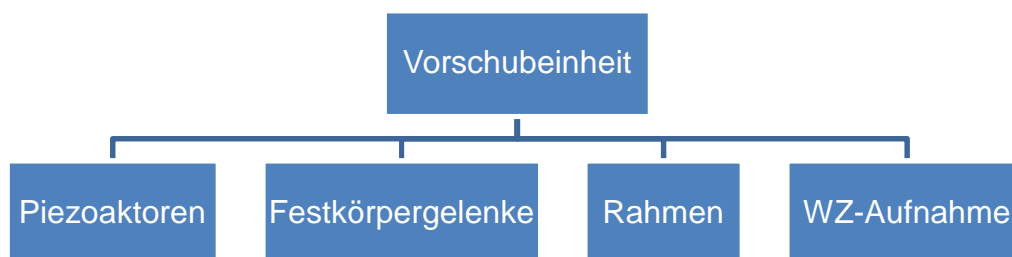 Vorschubeinheit
Piezoaktoren
Festkörpergelenke
Rahmen
WZ-Aufnahme